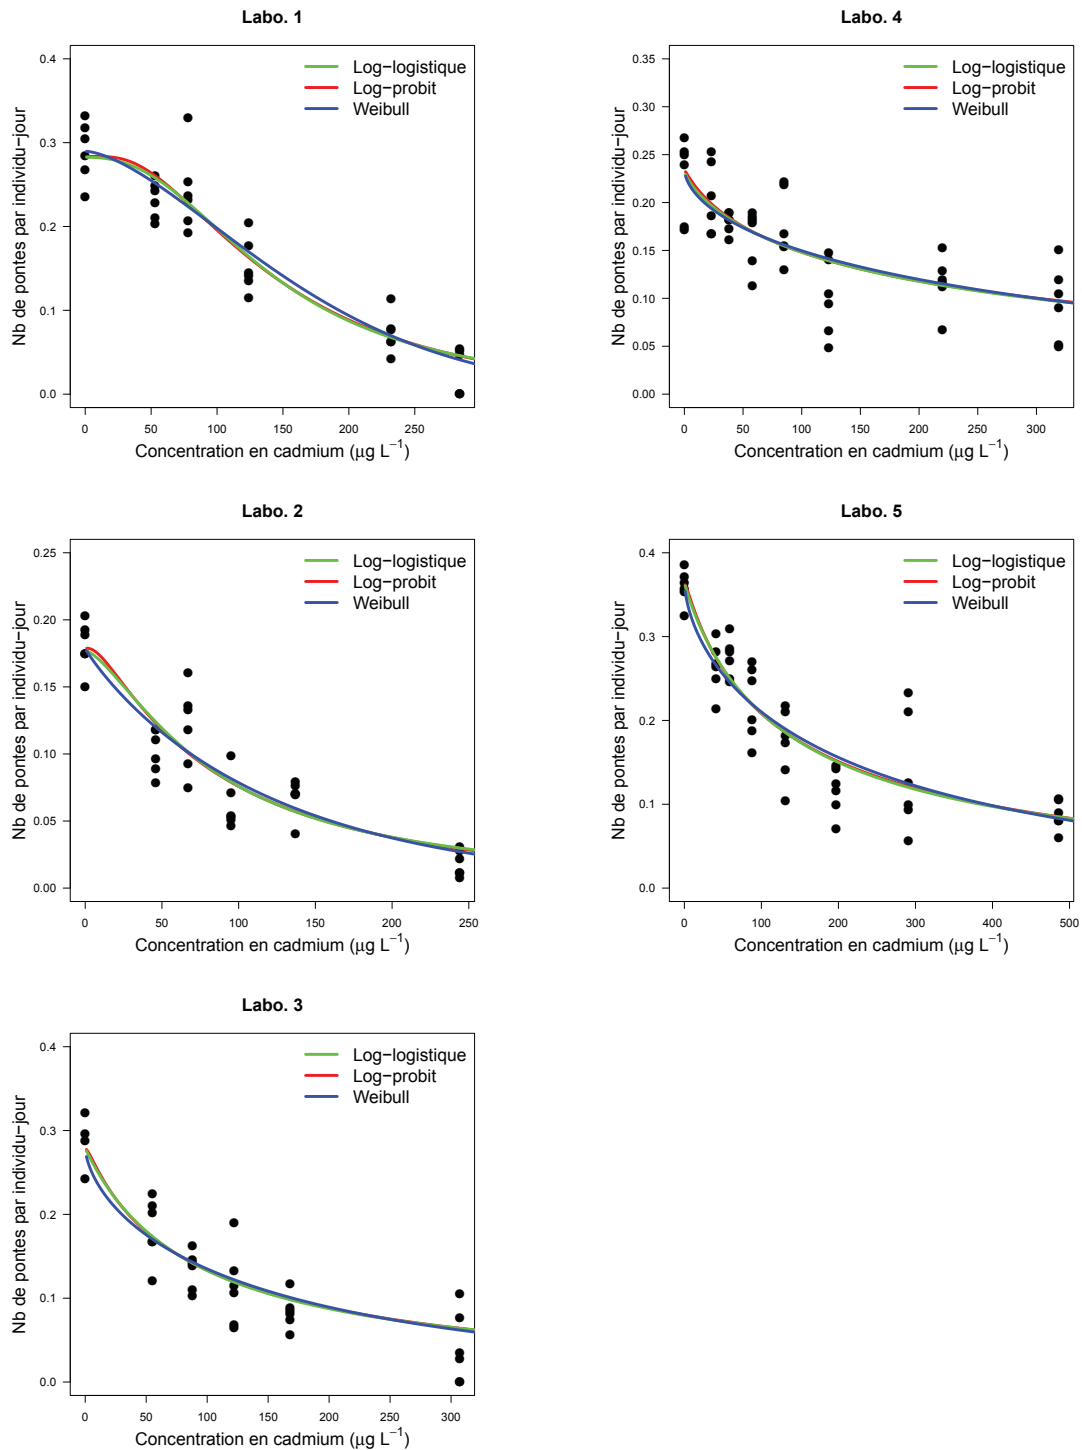 Labo. 1
Nb de pontes par individu−jour
0.4
0.3
0.2
0.1
0.0
Log−logistique
Log−probit
Weibull
0 50 100 150 200 250
Concentration en cadmium (μg L−1)
Labo. 4
Nb de pontes par individu−jour
0.35
0.30
0.25
0.20
0.15
0.10
0.05
0.00
Log−logistique
Log−probit
Weibull
0 50 100 150 200 250 300
Concentration en cadmium (μg L−1)
Labo. 2
Nb de pontes par individu−jour
0.25
0.20
0.15
0.10
0.05
0.00
Log−logistique
Log−probit
Weibull
0 50 100 150 200 250
Concentration en cadmium (μg L−1)
Labo. 5
Nb de pontes par individu−jour
0.4
0.3
0.2
0.1
0.0
Log−logistique
Log−probit
Weibull
0 100 200 300 400 500
Concentration en cadmium (μg L−1)
Labo. 3
Nb de pontes par individu−jour
0.4
0.3
0.2
0.1
0.0
Log−logistique
Log−probit
Weibull
0 50 100 150 200 250 300
Concentration en cadmium (μg L−1)